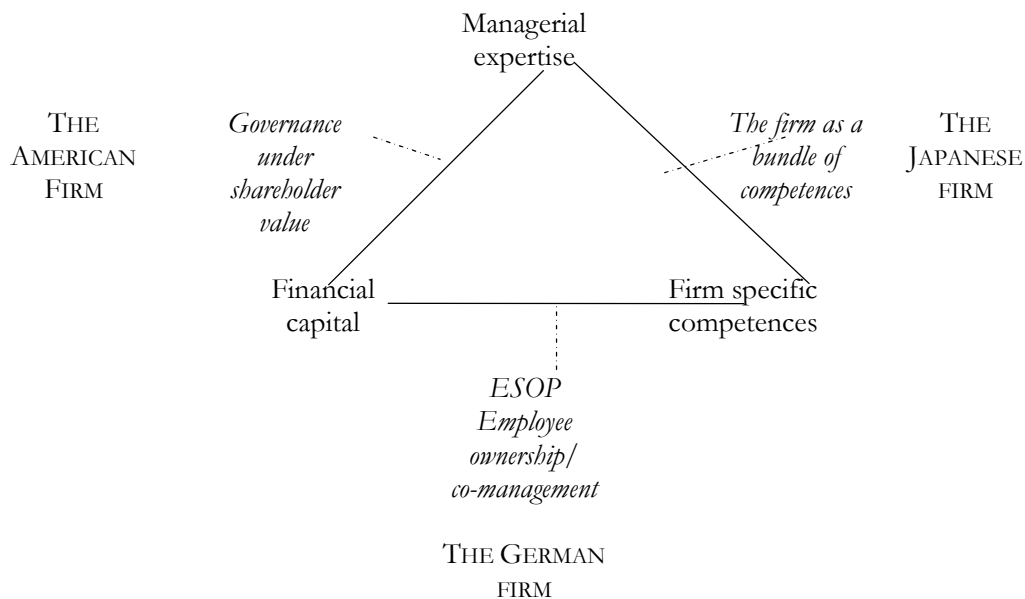 Managerial
expertise
THE
AMERICAN
FIRM
Governance
under
shareholder
value
The firm as a
bundle of
competences
THE
JAPANESE
FIRM
Financial
capital
Firm specific
competences
ESOP
Employee
ownership/
co-management
THE GERMAN
FIRM